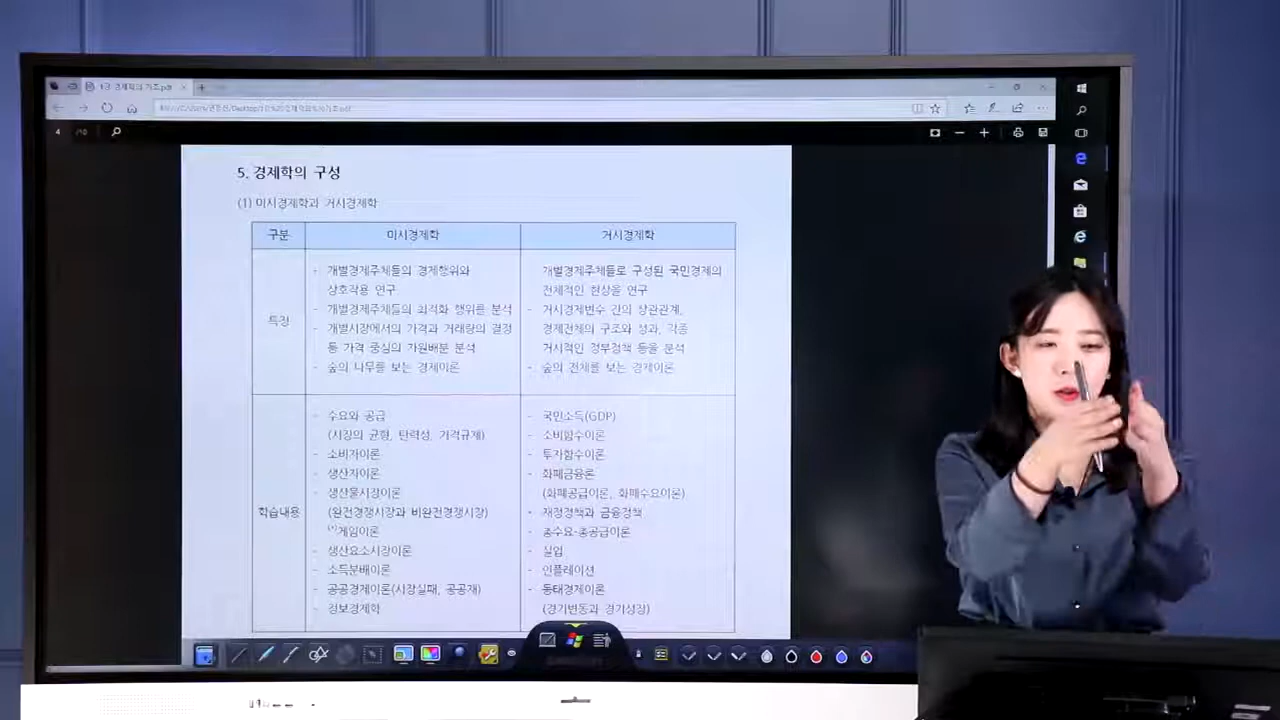 4 /10
5. 경제학의 구성
(1) 미시경제학과 거시경제학
구분 미시경제학 거시경제학
특징
- 개별경제주체들의 경제행위와
상호작용 연구
- 개별경제주체들의 최적화 행위를 분석
- 개별시장에서의 가격과 거래량의 결정
등 가격 중심의 자원배분 분석
- 숲의 나무를 보는 경제이론
개별경제주체들로 구성된 국민경제의
전체적인 현상을 연구
- 거시경제변수 간의 상관관계,
경제전체의 구조와 성과, 각종
거시적인 정부정책 등을 분석
- 숲의 전체를 보는 경제이론
학습내용
- 수요와 공급
(시장의 균형, 탄력성, 가격규제)
- 소비자이론
- 생산자이론
- 생산물시장이론
(완전경쟁시장과 비완전경쟁시장)
게임이론
- 생산요소시장이론
- 소득분배이론
- 공공경제이론(시장실패, 공공재)
- 정보경제학
- 국민소득(GDP)
- 소비함수이론
- 투자함수이론
- 화폐금융론
(화폐공급이론, 화폐수요이론)
- 재정정책과 금융정책
- 총수요-총공급이론
- 실업
- 인플레이션
- 동태경제이론
(경기변동과 경기성장)